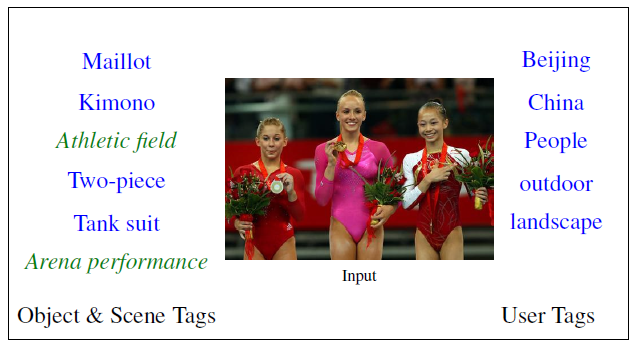 Maillot
Kimono
Athletic field
Two-piece
Tank suit
Arena performance
Object & Scene Tags
Input
Beijing
China
People
outdoor
landscape
User Tags